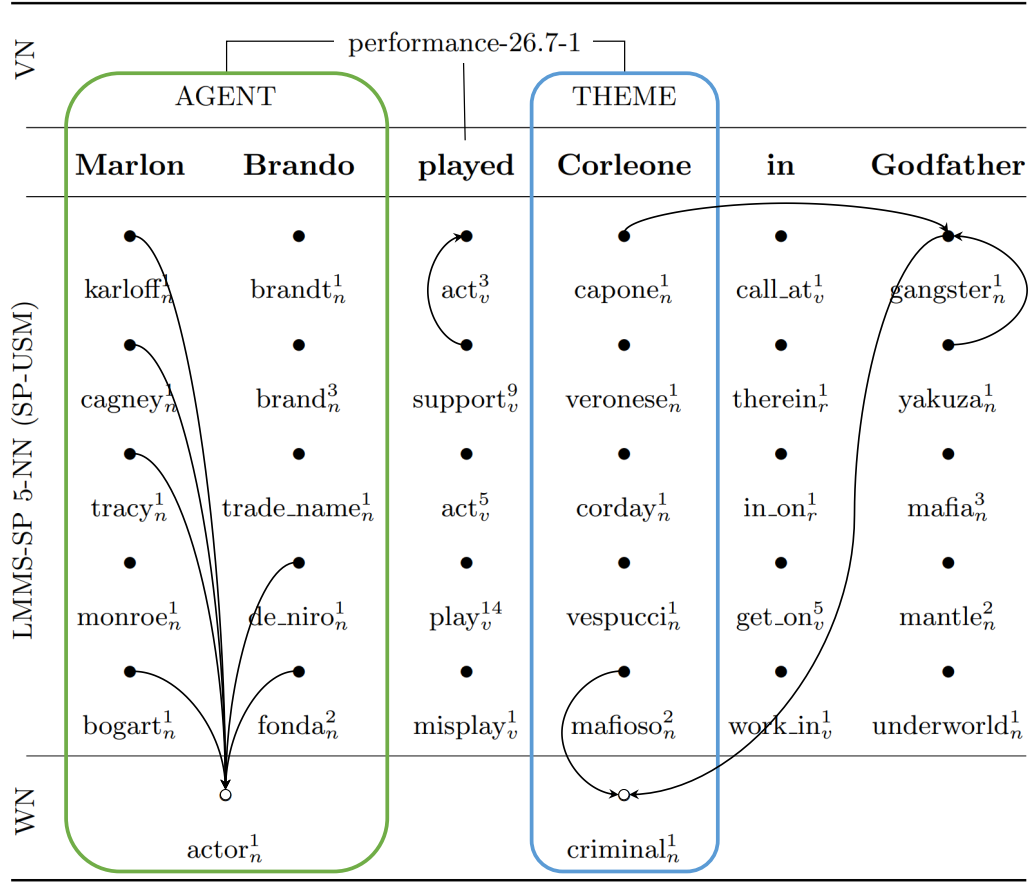 VN
performance-26.7-1
AGENT THEME
Marlon Brando played Corleone in Godfather
LMMS-SP 5-NN (SP-USM)
karloff¹ₙ brandt¹ₙ act³ᵥ capone¹ₙ call_at¹ᵥ gangster¹ₙ
cagney¹ₙ brand³ₙ support⁹ᵥ veronese¹ₙ therein¹ᵣ yakuza¹ₙ
tracy¹ₙ trade_name¹ₙ act⁵ᵥ corday¹ₙ in_on¹ᵣ mafia³ₙ
monroe¹ₙ de_niro¹ₙ play¹⁴ᵥ vespucci¹ₙ get_on⁵ᵥ mantle²ₙ
bogart¹ₙ fonda²ₙ misplay¹ᵥ mafioso²ₙ work_in¹ᵥ underworld¹ₙ
WN
actor¹ₙ criminal¹ₙ